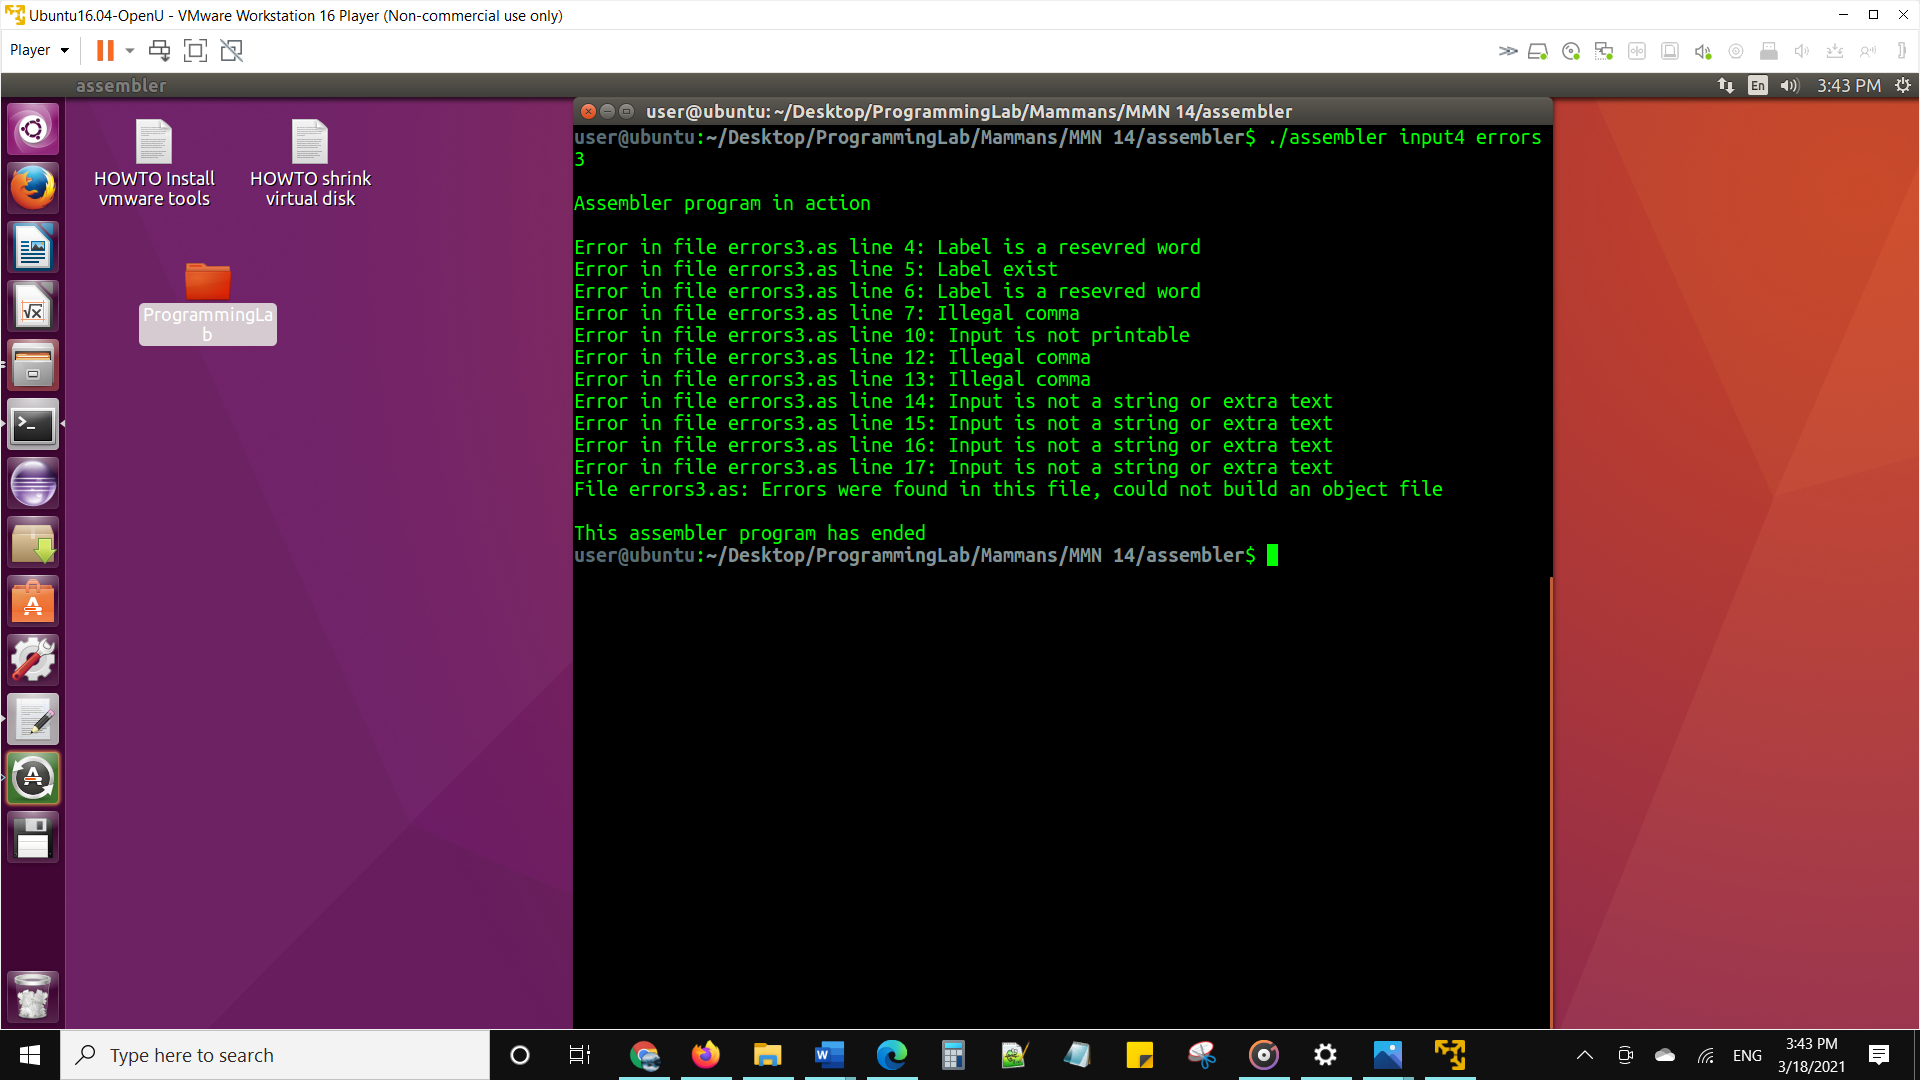 Ubuntu16.04-OpenU - VMware Workstation 16 Player (Non-commercial use only)
Player
assembler
En
3:43 PM
HOWTO Install
vmware tools
HOWTO shrink
virtual disk
ProgrammingLa
b
user@ubuntu: ~/Desktop/ProgrammingLab/Mammans/MMN 14/assembler
user@ubuntu:~/Desktop/ProgrammingLab/Mammans/MMN 14/assembler$ ./assembler input4 errors
3
Assembler program in action
Error in file errors3.as line 4: Label is a resevred word
Error in file errors3.as line 5: Label exist
Error in file errors3.as line 6: Label is a resevred word
Error in file errors3.as line 7: Illegal comma
Error in file errors3.as line 10: Input is not printable
Error in file errors3.as line 12: Illegal comma
Error in file errors3.as line 13: Illegal comma
Error in file errors3.as line 14: Input is not a string or extra text
Error in file errors3.as line 15: Input is not a string or extra text
Error in file errors3.as line 16: Input is not a string or extra text
Error in file errors3.as line 17: Input is not a string or extra text
File errors3.as: Errors were found in this file, could not build an object file
This assembler program has ended
user@ubuntu:~/Desktop/ProgrammingLab/Mammans/MMN 14/assembler$
Type here to search
ENG
3:43 PM
3/18/2021